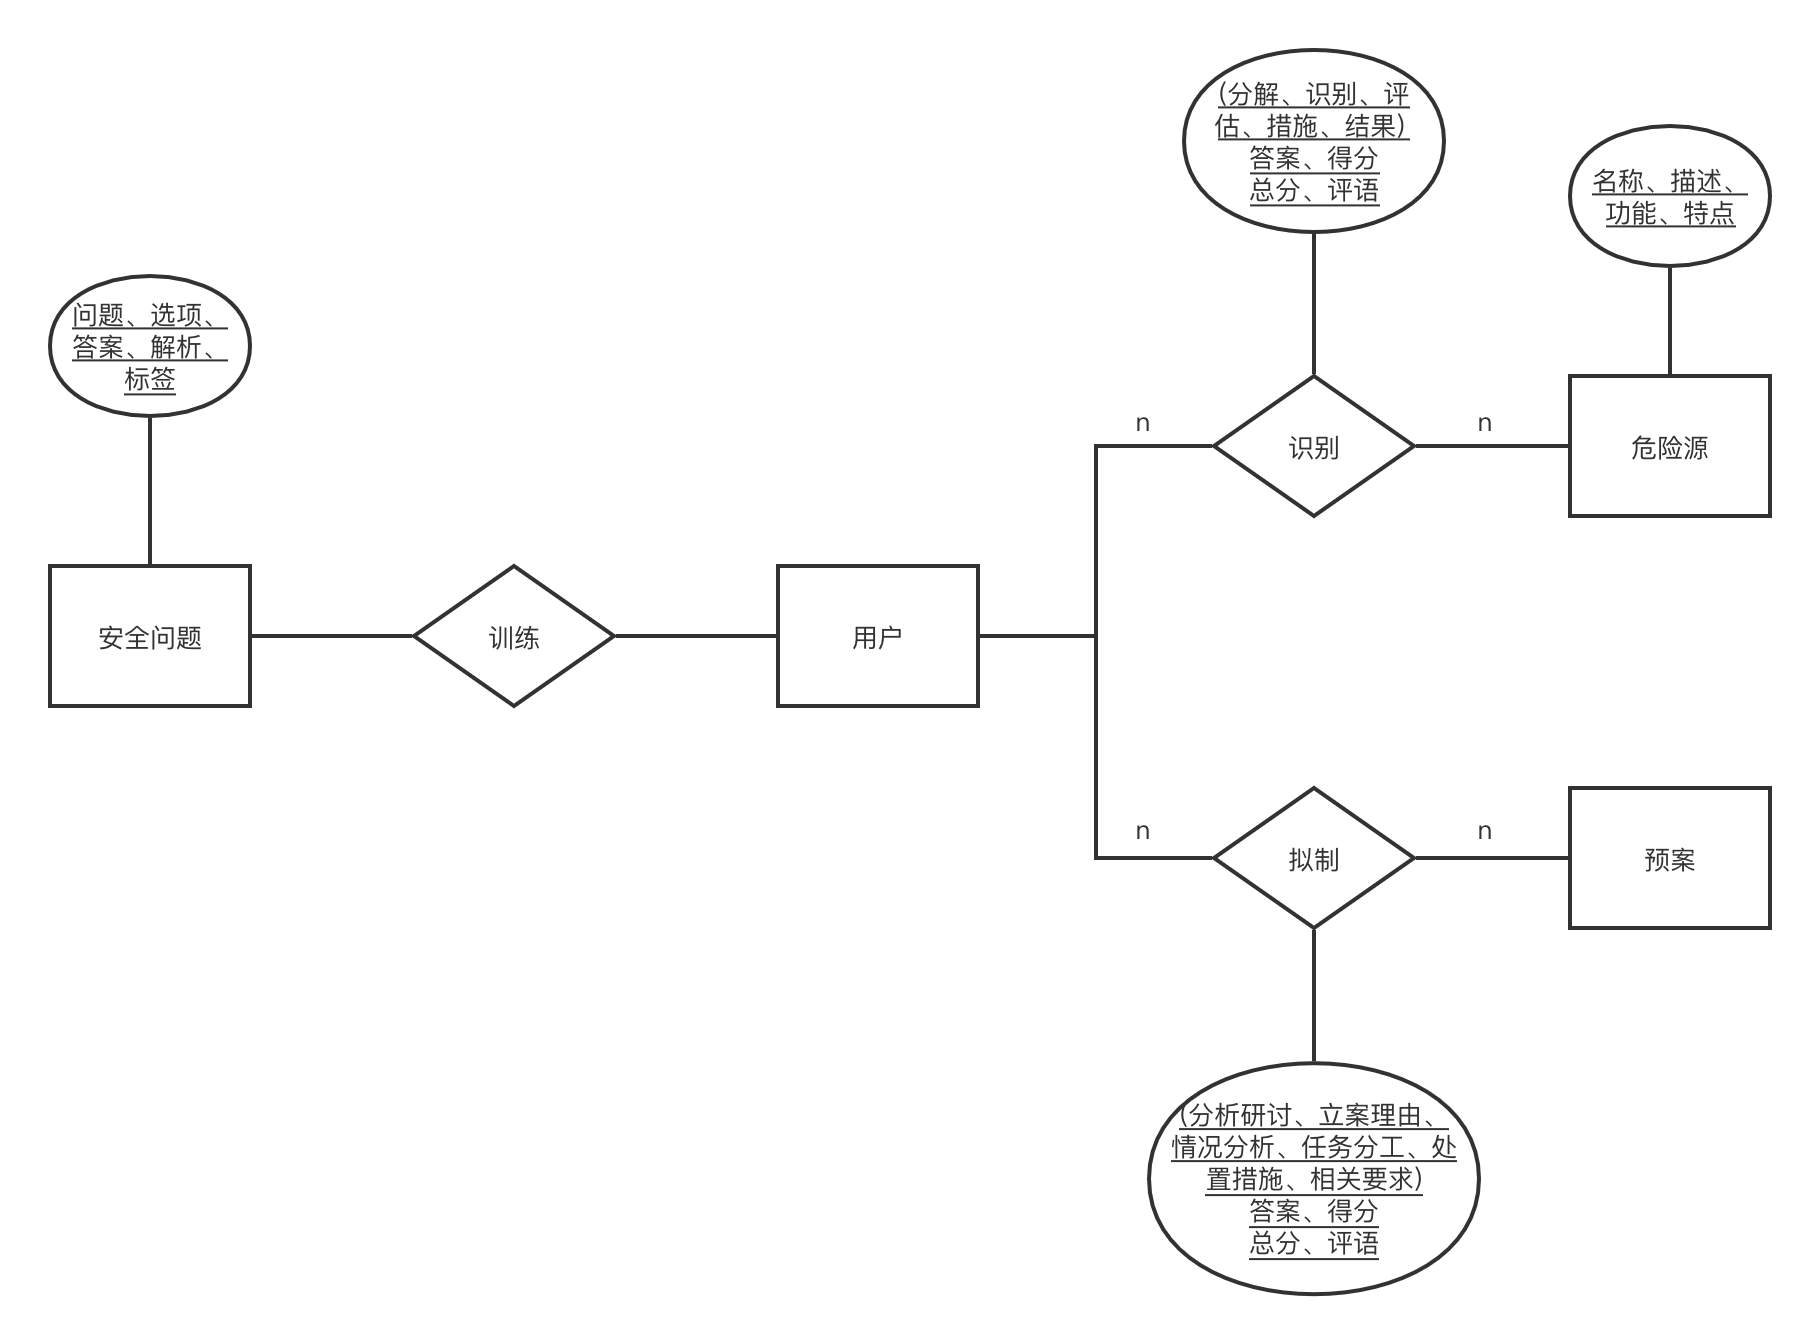 (分解、识别、评
估、措施、结果)
答案、得分
总分、评语
名称、描述、
功能、特点
问题、选项、
答案、解析、
标签
n
n
识别
危险源
安全问题
训练
用户
n
n
拟制
预案
(分析研讨、立案理由、
情况分析、任务分工、处
置措施、相关要求)
答案、得分
总分、评语